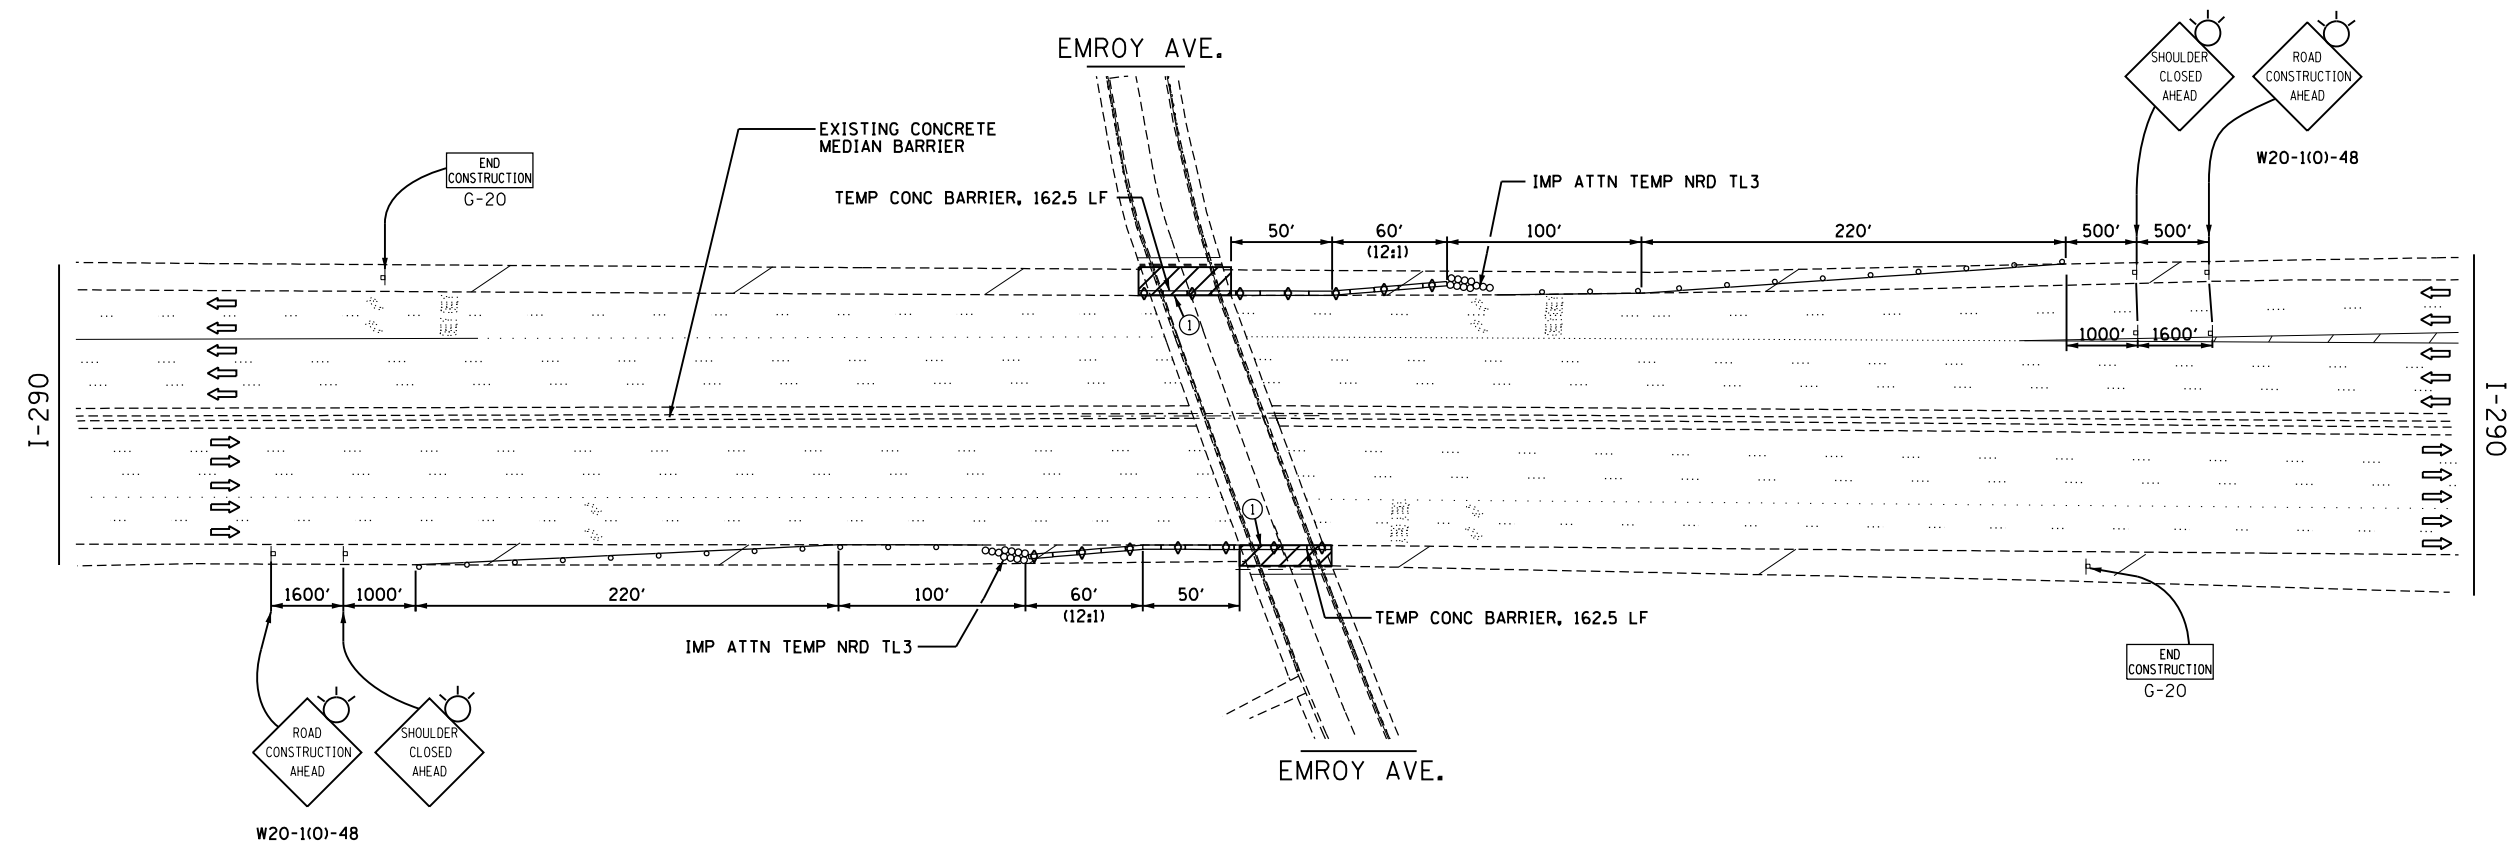 EMROY AVE.
SHOULDER
CLOSED
AHEAD
ROAD
CONSTRUCTION
AHEAD
W20-1(O)-48
EXISTING CONCRETE
MEDIAN BARRIER
END
CONSTRUCTION
G-20
TEMP CONC BARRIER, 162.5 LF
IMP ATTN TEMP NRD TL3
50'
60'
(12:1)
100'
220'
500'
500'
1
1000'
1600'
I-290
I-290
1
1600'
1000'
220'
100'
60'
(12:1)
50'
TEMP CONC BARRIER, 162.5 LF
IMP ATTN TEMP NRD TL3
END
CONSTRUCTION
G-20
ROAD
CONSTRUCTION
AHEAD
SHOULDER
CLOSED
AHEAD
W20-1(O)-48
EMROY AVE.